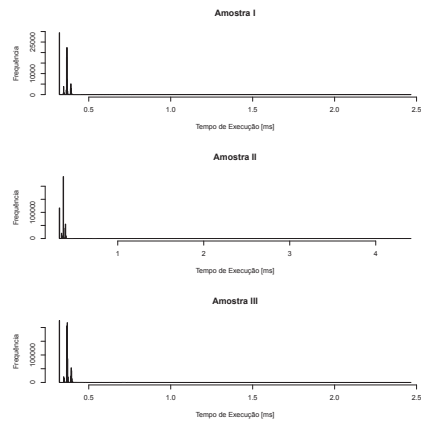 Amostra I
Frequência
0 10000 25000
0.5 1.0 1.5 2.0 2.5
Tempo de Execução [ms]
Amostra II
Frequência
0 100000
1 2 3 4
Tempo de Execução [ms]
Amostra III
Frequência
0 100000
0.5 1.0 1.5 2.0 2.5
Tempo de Execução [ms]